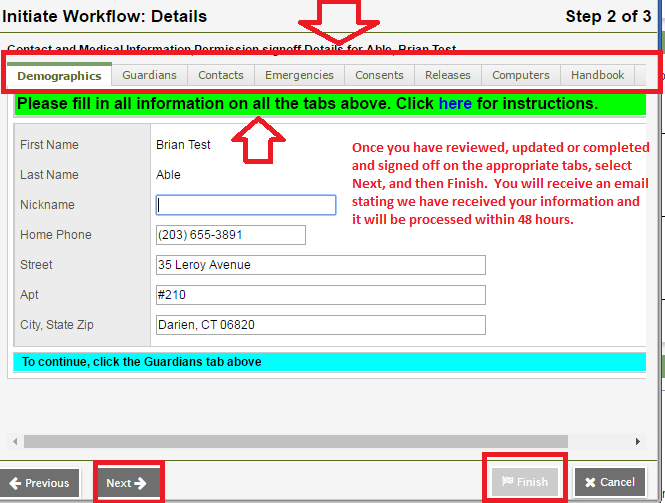 Initiate Workflow: Details Step 2 of 3
Contact and Medical Information,Permission signoff Details for Able, Brian Test
Demographics Guardians Contacts Emergencies Consents Releases Computers Handbook
Please fill in all information on all the tabs above. Click here for instructions.
First Name Brian Test
Last Name Able
Nickname
Home Phone (203) 655-3891
Street 35 Leroy Avenue
Apt #210
City, State Zip Darien, CT 06820
Once you have reviewed, updated or completed
and signed off on the appropriate tabs, select
Next, and then Finish. You will receive an email
stating we have received your information and
it will be processed within 48 hours.
To continue, click the Guardians tab above
Previous Next Finish Cancel